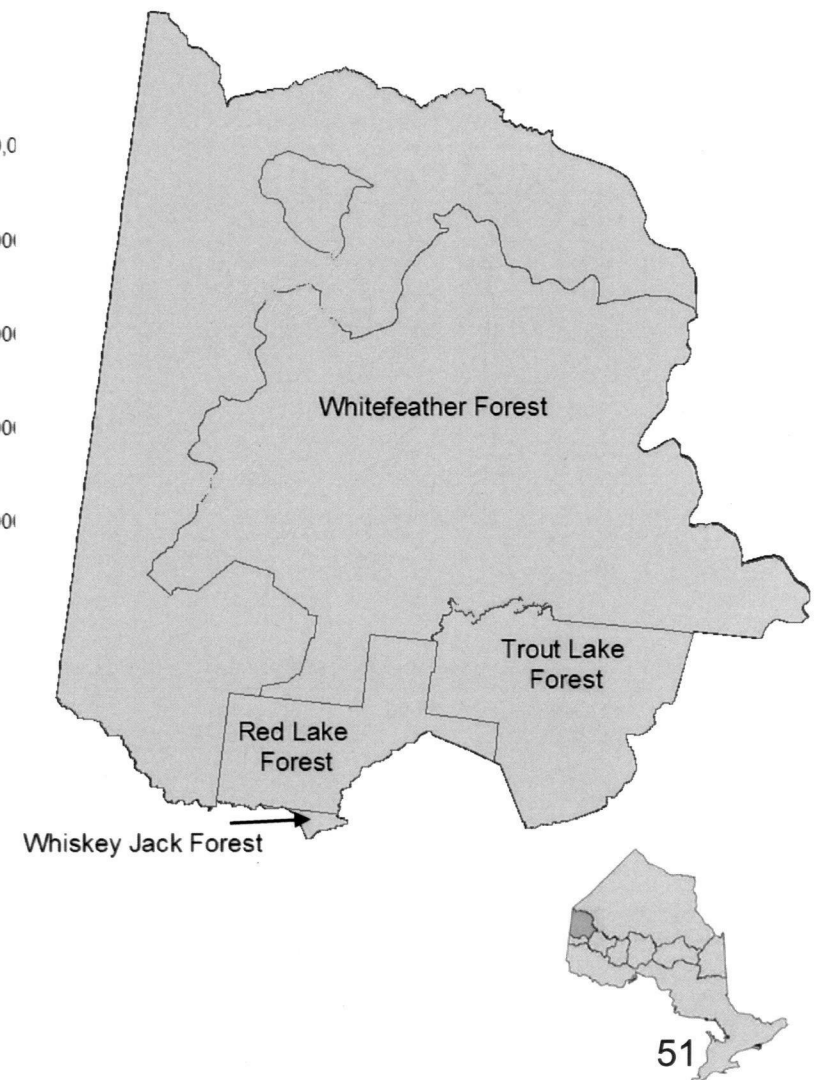 Whitefeather Forest
Trout Lake
Forest
Red Lake
Forest
Whiskey Jack Forest
51